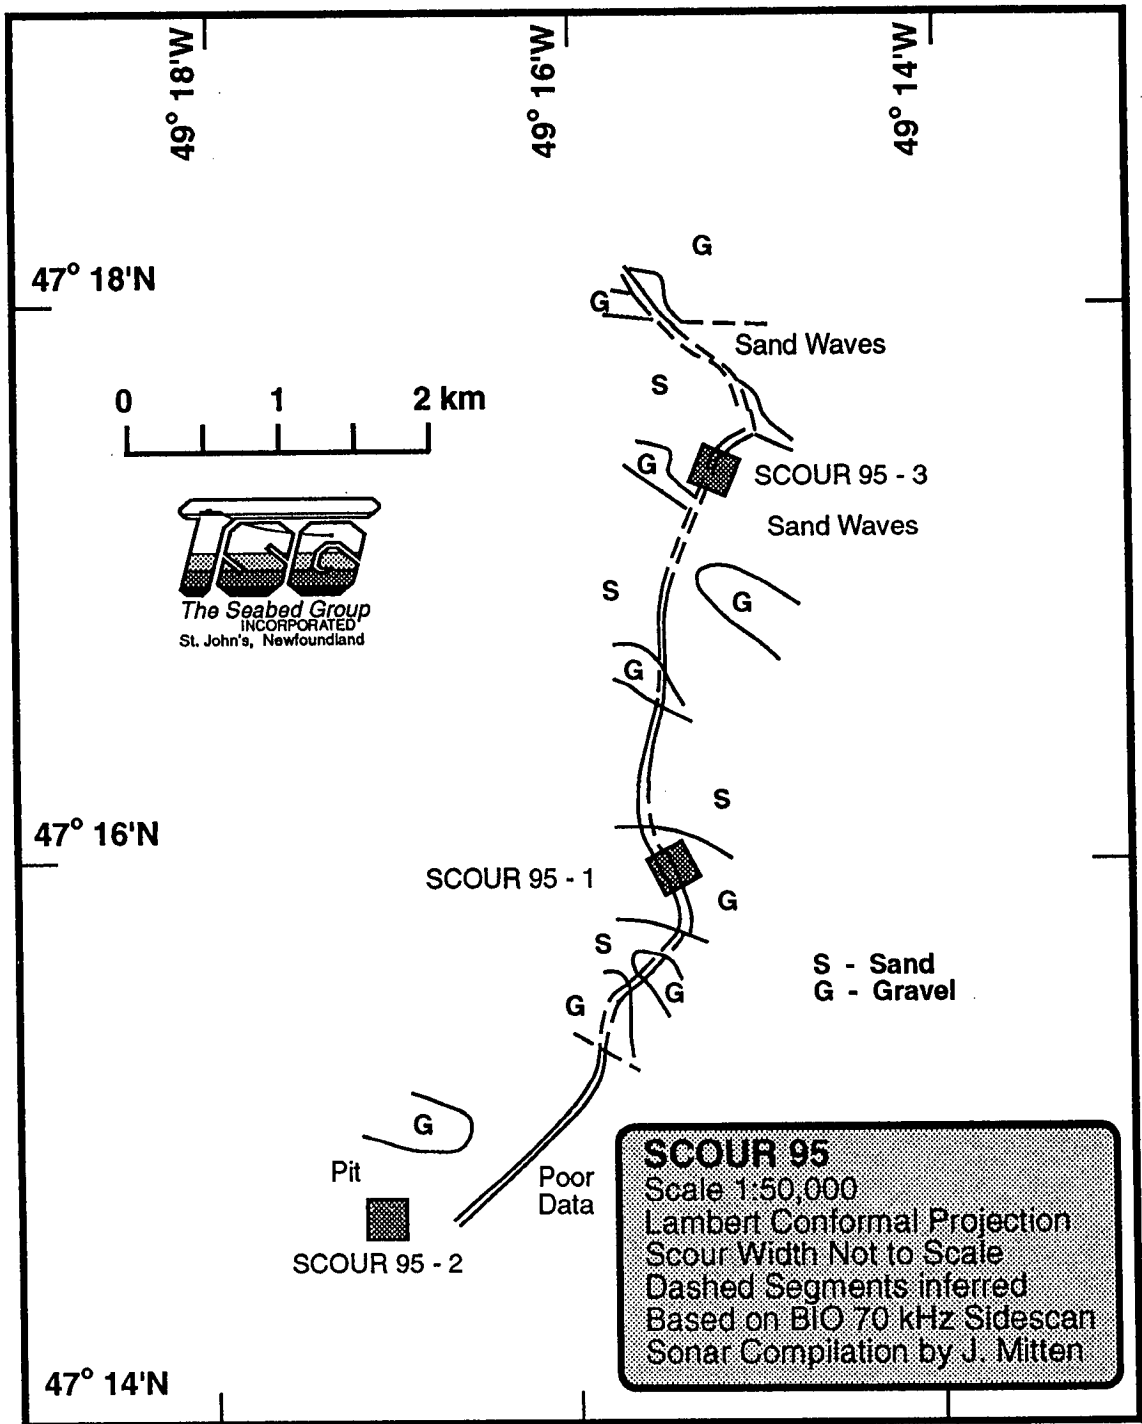 49° 18'W
49° 16'W
49° 14'W
G
47° 18'N
G
Sand Waves
S
0 1 2 km
G
SCOUR 95 - 3
Sand Waves
S
G
The Seabed Group
INCORPORATED
St. John's, Newfoundland
G
S
47° 16'N
SCOUR 95 - 1
G
S
S - Sand
G - Gravel
G
G
G
Pit
Poor
Data
SCOUR 95 - 2
SCOUR 95
Scale 1:50,000
Lambert Conformal Projection
Scour Width Not to Scale
Dashed Segments inferred
Based on BIO 70 kHz Sidescan
Sonar Compilation by J. Mitten
47° 14'N